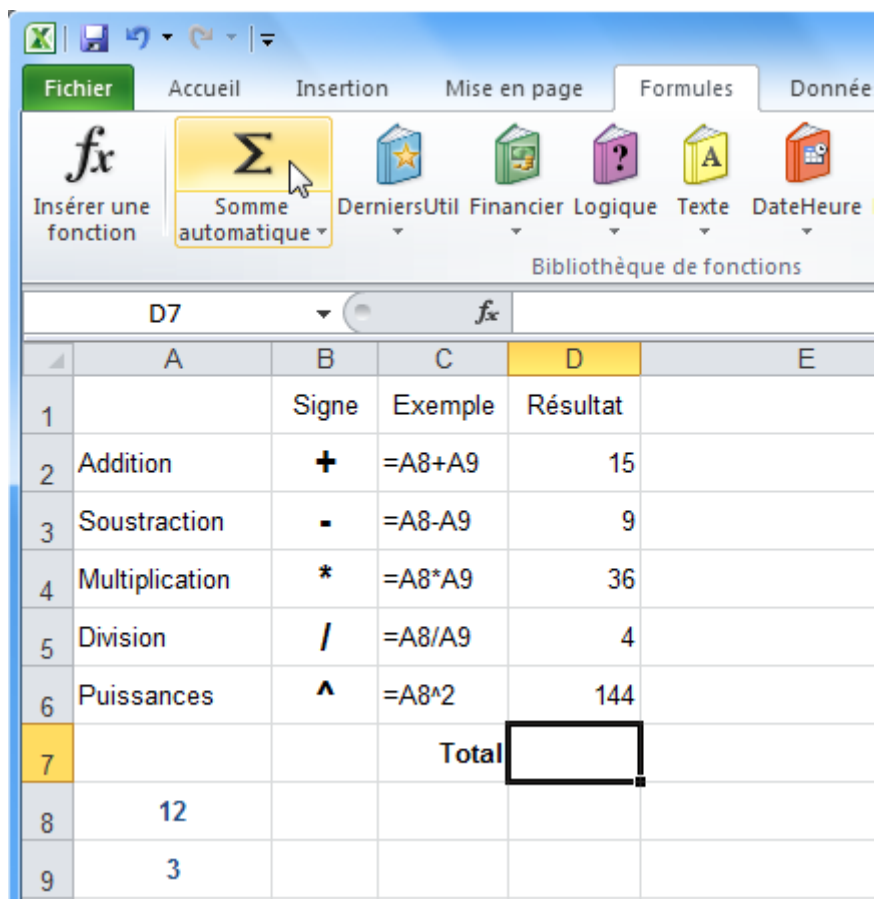 Fichier Accueil Insertion Mise en page Formules Donnée
fx Σ ? A
Insérer une fonction Somme automatique DerniersUtil Financier Logique Texte DateHeure
Bibliothèque de fonctions
D7 fx
A B C D E
1 Signe Exemple Résultat
2 Addition + =A8+A9 15
3 Soustraction - =A8-A9 9
4 Multiplication * =A8*A9 36
5 Division / =A8/A9 4
6 Puissances ^ =A8^2 144
7 Total
8 12
9 3